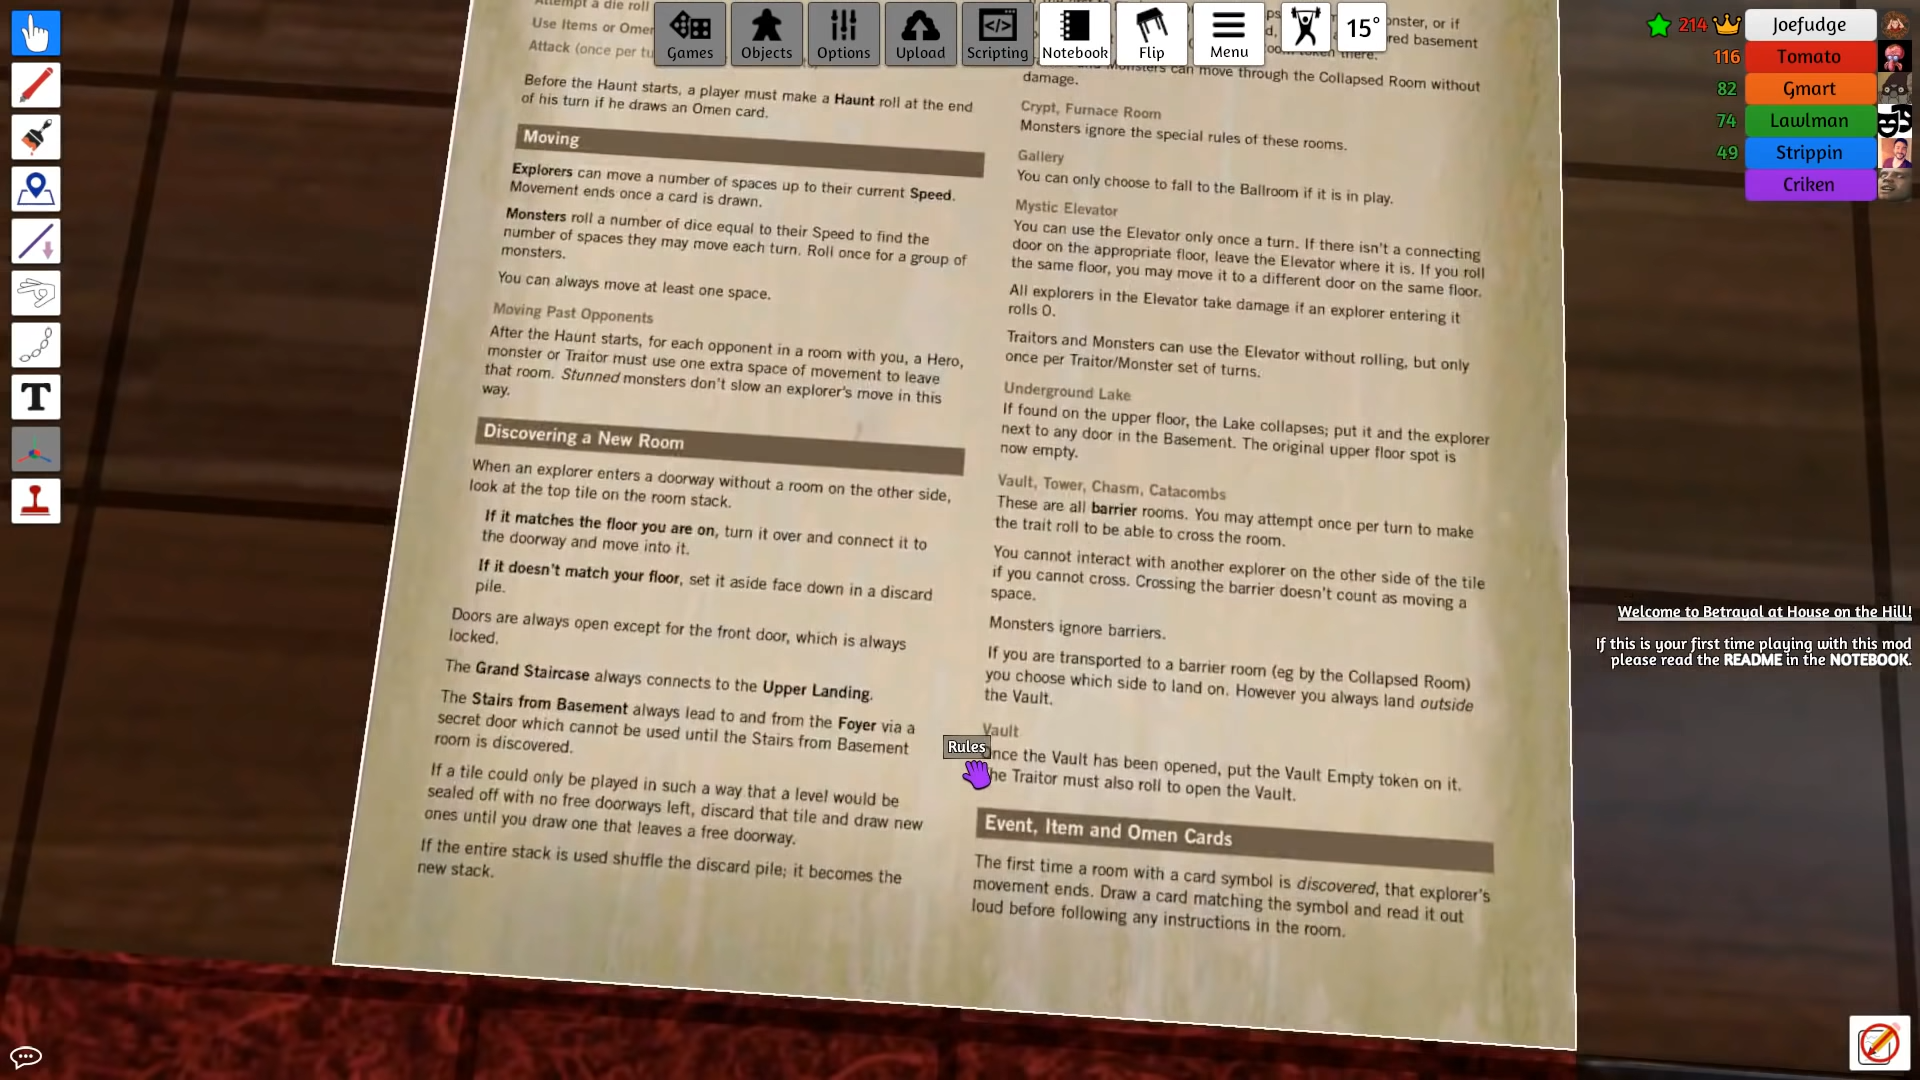 Games
Objects
Options
Upload
Scripting
Notebook
Flip
Menu
15°
214
Joefudge
116
Tomato
82
Gmart
74
Lawlman
49
Strippin
Criken
Attempt a die roll
Use Items or Omen
Attack (once per tu
Before the Haunt starts, a player must make a Haunt roll at the end
of his turn if he draws an Omen card.
Moving
Explorers can move a number of spaces up to their current Speed.
Movement ends once a card is drawn.
Monsters roll a number of dice equal to their Speed to find the
number of spaces they may move each turn. Roll once for a group of
monsters.
You can always move at least one space.
Moving Past Opponents
After the Haunt starts, for each opponent in a room with you, a Hero,
monster or Traitor must use one extra space of movement to leave
that room. Stunned monsters don't slow an explorer's move in this
way.
Discovering a New Room
When an explorer enters a doorway without a room on the other side,
look at the top tile on the room stack.
If it matches the floor you are on, turn it over and connect it to
the doorway and move into it.
If it doesn't match your floor, set it aside face down in a discard
pile.
Doors are always open except for the front door, which is always
locked.
The Grand Staircase always connects to the Upper Landing.
The Stairs from Basement always lead to and from the Foyer via a
secret door which cannot be used until the Stairs from Basement
room is discovered.
If a tile could only be played in such a way that a level would be
sealed off with no free doorways left, discard that tile and draw new
ones until you draw one that leaves a free doorway.
If the entire stack is used shuffle the discard pile; it becomes the
new stack.
onster, or if
red basement
there.
Monsters can move through the Collapsed Room without
damage.
Crypt, Furnace Room
Monsters ignore the special rules of these rooms.
Gallery
You can only choose to fall to the Ballroom if it is in play.
Mystic Elevator
You can use the Elevator only once a turn. If there isn't a connecting
door on the appropriate floor, leave the Elevator where it is. If you roll
the same floor, you may move it to a different door on the same floor.
All explorers in the Elevator take damage if an explorer entering it
rolls 0.
Traitors and Monsters can use the Elevator without rolling, but only
once per Traitor/Monster set of turns.
Underground Lake
If found on the upper floor, the Lake collapses; put it and the explorer
next to any door in the Basement. The original upper floor spot is
now empty.
Vault, Tower, Chasm, Catacombs
These are all barrier rooms. You may attempt once per turn to make
the trait roll to be able to cross the room.
You cannot interact with another explorer on the other side of the tile
if you cannot cross. Crossing the barrier doesn't count as moving a
space.
Monsters ignore barriers.
If you are transported to a barrier room (eg by the Collapsed Room)
you choose which side to land on. However you always land outside
the Vault.
Vault
Rules
nce the Vault has been opened, put the Vault Empty token on it.
he Traitor must also roll to open the Vault.
Event, Item and Omen Cards
The first time a room with a card symbol is discovered, that explorer's
movement ends. Draw a card matching the symbol and read it out
loud before following any instructions in the room.
Welcome to Betrayal at House on the Hill!
If this is your first time playing with this mod
please read the README in the NOTEBOOK.